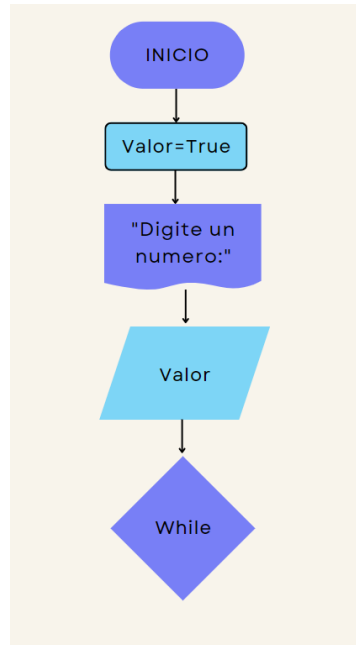 INICIO
Valor=True
"Digite un
numero:"
Valor
While